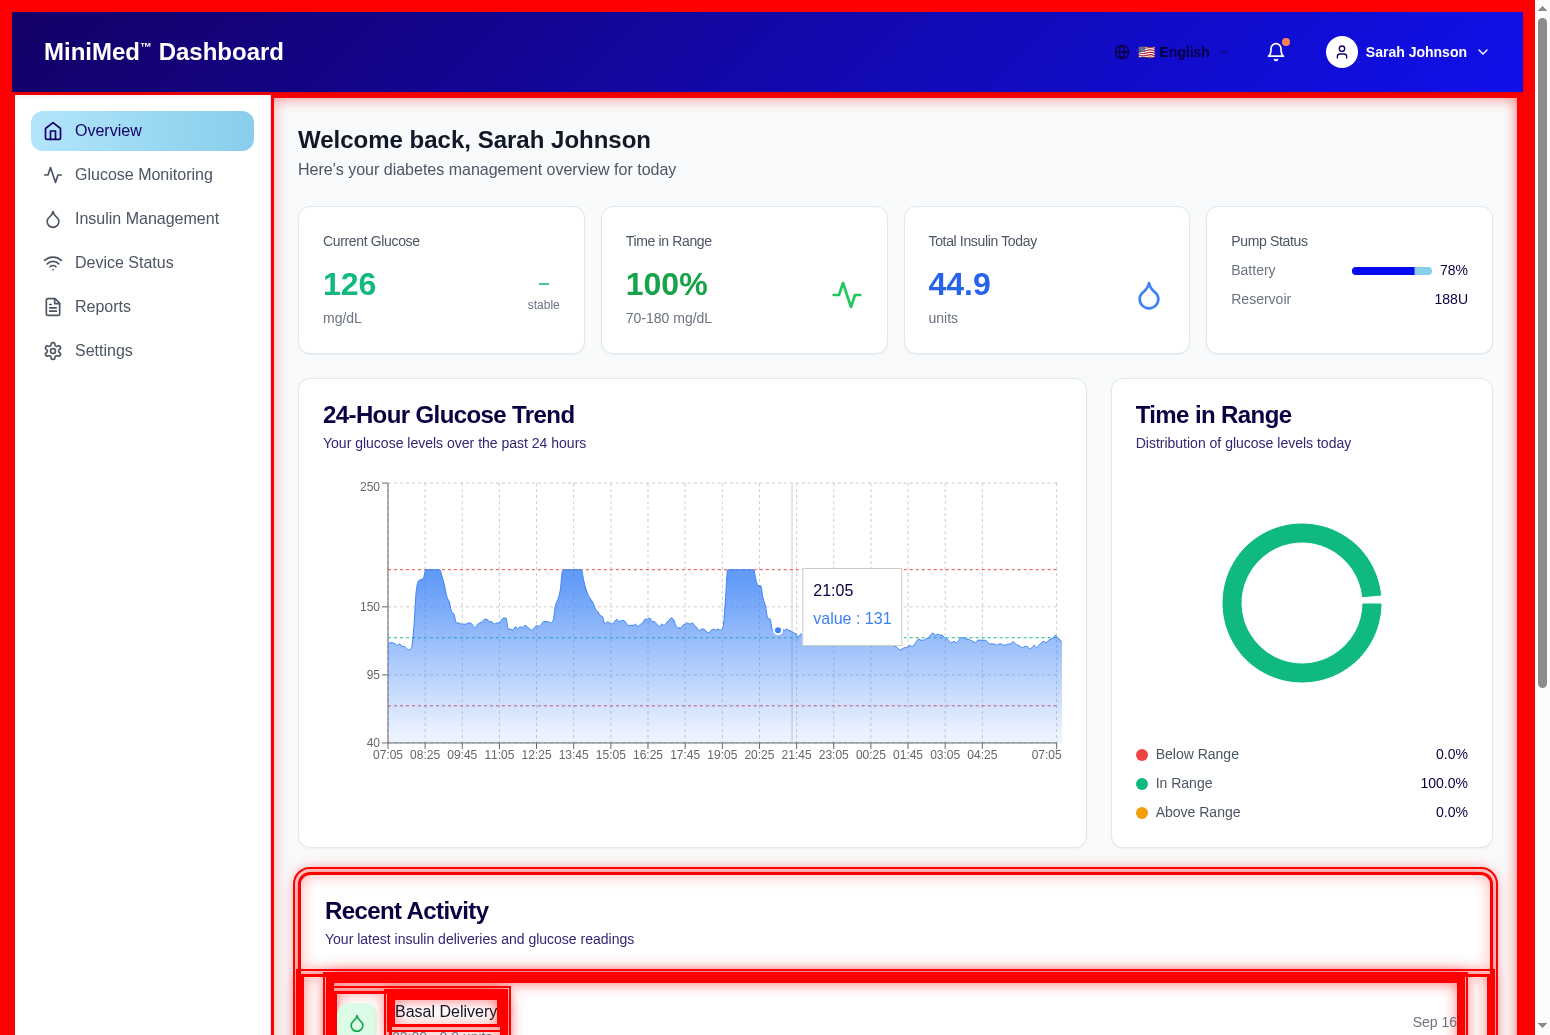 MiniMed™ Dashboard
🇺🇸 English
Sarah Johnson
Overview
Glucose Monitoring
Insulin Management
Device Status
Reports
Settings
Welcome back, Sarah Johnson
Here's your diabetes management overview for today
Current Glucose
126
mg/dL
stable
Time in Range
100%
70-180 mg/dL
Total Insulin Today
44.9
units
Pump Status
Battery 78%
Reservoir 188U
24-Hour Glucose Trend
Your glucose levels over the past 24 hours
250
150
95
40
21:05
value : 131
07:05 08:25 09:45 11:05 12:25 13:45 15:05 16:25 17:45 19:05 20:25 21:45 23:05 00:25 01:45 03:05 04:25 07:05
Time in Range
Distribution of glucose levels today
Below Range 0.0%
In Range 100.0%
Above Range 0.0%
Recent Activity
Your latest insulin deliveries and glucose readings
Basal Delivery
Sep 16